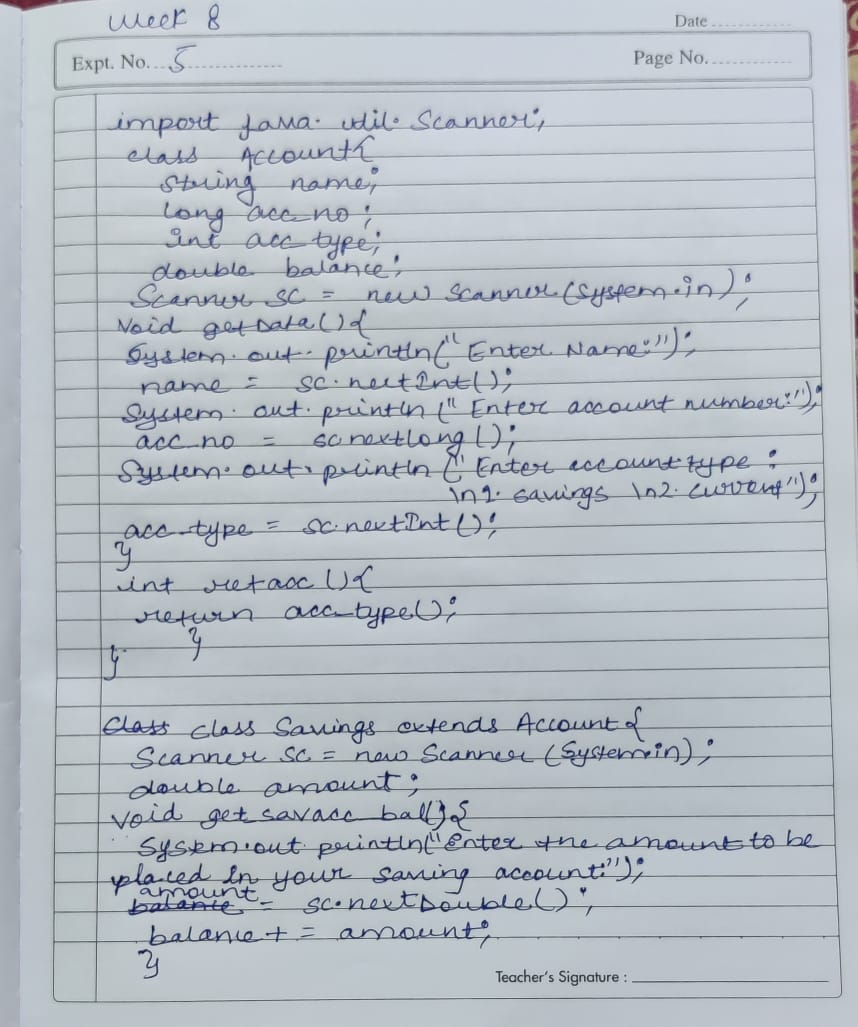 Week 8
Date
Expt. No. 5
Page No.
import java. util. Scanner;
class Account{
String name;
long acc_no;
int acc_type;
double balance;
Scanner sc = new Scanner(System.in);
Void getData(){
System.out.println("Enter Name:");
name = sc.nextInt();
System.out.println("Enter account number:");
acc_no = sc.nextlong();
System.out.println("Enter account type:
\n1. savings \n2. current");
acc_type = sc.nextInt();
}
int retacc(){
return acc_type();
}
}
Class class Savings extends Account{
Scanner sc = new Scanner(System.in);
double amount;
void get_savacc_bal(){
System.out.println("enter the amount to be
placed in your saving account:");
amount
balance = sc.nextDouble();
balance += amount;
}
Teacher's Signature :